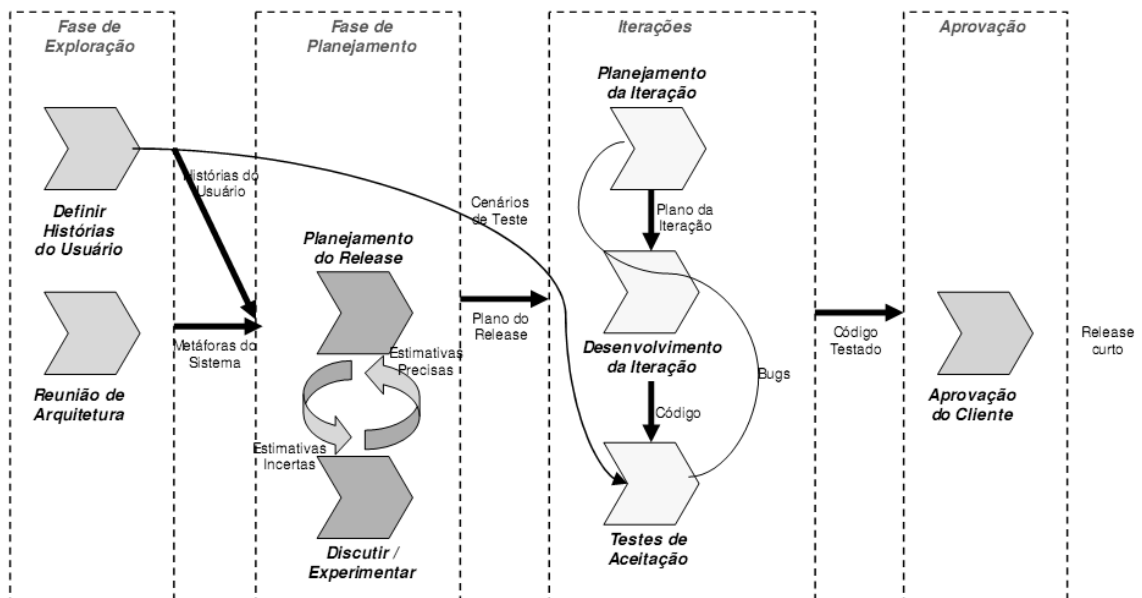 Fase de
Exploração
Fase de
Planejamento
Iterações
Aprovação
Planejamento
da Iteração
Histórias do
Usuário
Cenários
de Teste
Plano da
Iteração
Definir
Histórias
do Usuário
Planejamento
do Release
Metáforas do
Sistema
Plano do
Release
Código
Testado
Release
curto
Estimativas
Precisas
Desenvolvimento
da Iteração
Bugs
Reunião de
Arquitetura
Aprovação
do Cliente
Código
Estimativas
Incertas
Discutir /
Experimentar
Testes de
Aceitação